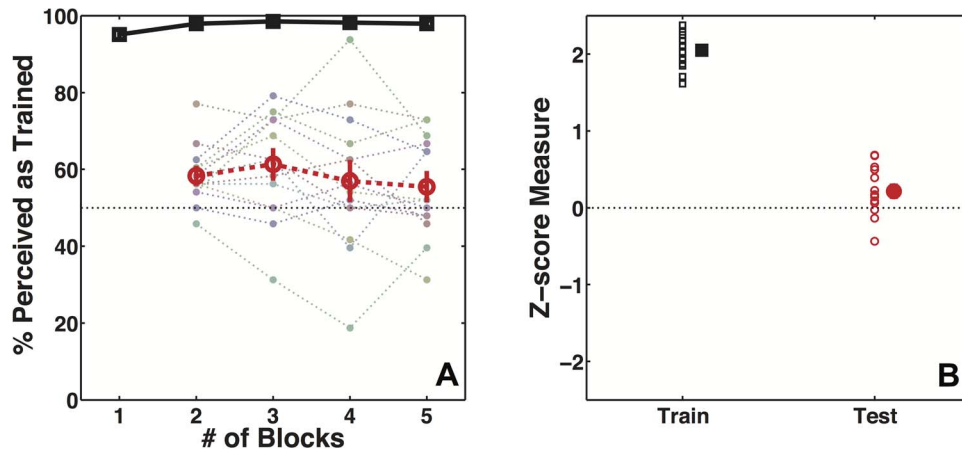 % Perceived as Trained
100
80
60
40
20
0
1 2 3 4 5
# of Blocks
A
Z-score Measure
2
1
0
-1
-2
Train Test
B